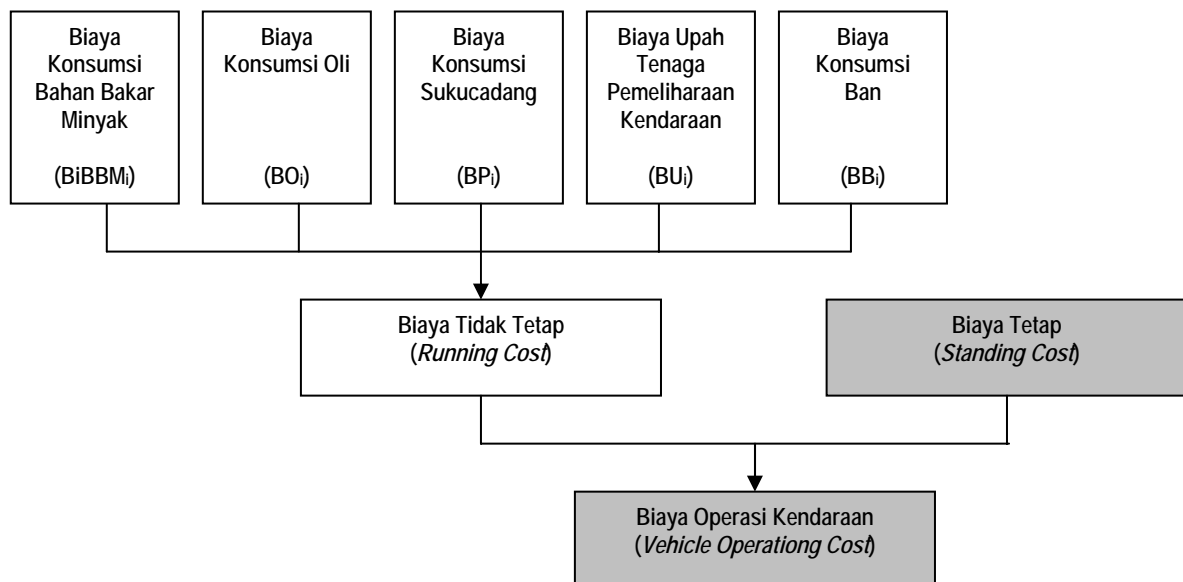 Biaya
Konsumsi
Bahan Bakar
Minyak
(BiBBMi)
Biaya
Konsumsi Oli
(BOi)
Biaya
Konsumsi
Sukucadang
(BPi)
Biaya Upah
Tenaga
Pemeliharaan
Kendaraan
(BUi)
Biaya
Konsumsi
Ban
(BBi)
Biaya Tidak Tetap
(Running Cost)
Biaya Tetap
(Standing Cost)
Biaya Operasi Kendaraan
(Vehicle Operationg Cost)